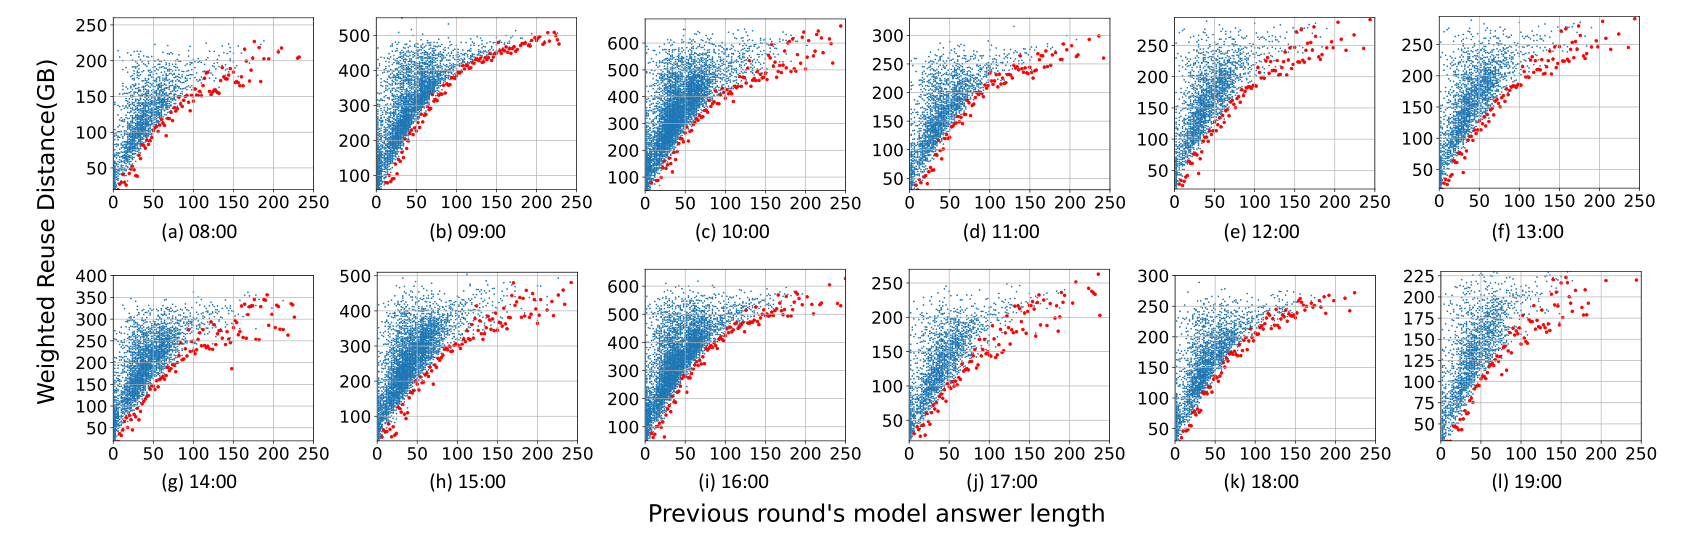 Weighted Reuse Distance(GB)
250
200
150
100
50
0 50 100 150 200 250
(a) 08:00
500
400
300
200
100
0 50 100 150 200 250
(b) 09:00
600
500
400
300
200
100
0 50 100 150 200 250
(c) 10:00
300
250
200
150
100
50
0 50 100 150 200 250
(d) 11:00
250
200
150
100
50
0 50 100 150 200 250
(e) 12:00
250
200
150
100
50
0 50 100 150 200 250
(f) 13:00
400
350
300
250
200
150
100
50
0 50 100 150 200 250
(g) 14:00
500
400
300
200
100
0 50 100 150 200 250
(h) 15:00
600
500
400
300
200
100
0 50 100 150 200 250
(i) 16:00
250
200
150
100
50
0 50 100 150 200 250
(j) 17:00
300
250
200
150
100
50
0 50 100 150 200 250
(k) 18:00
225
200
175
150
125
100
75
50
0 50 100 150 200 250
(l) 19:00
Previous round's model answer length